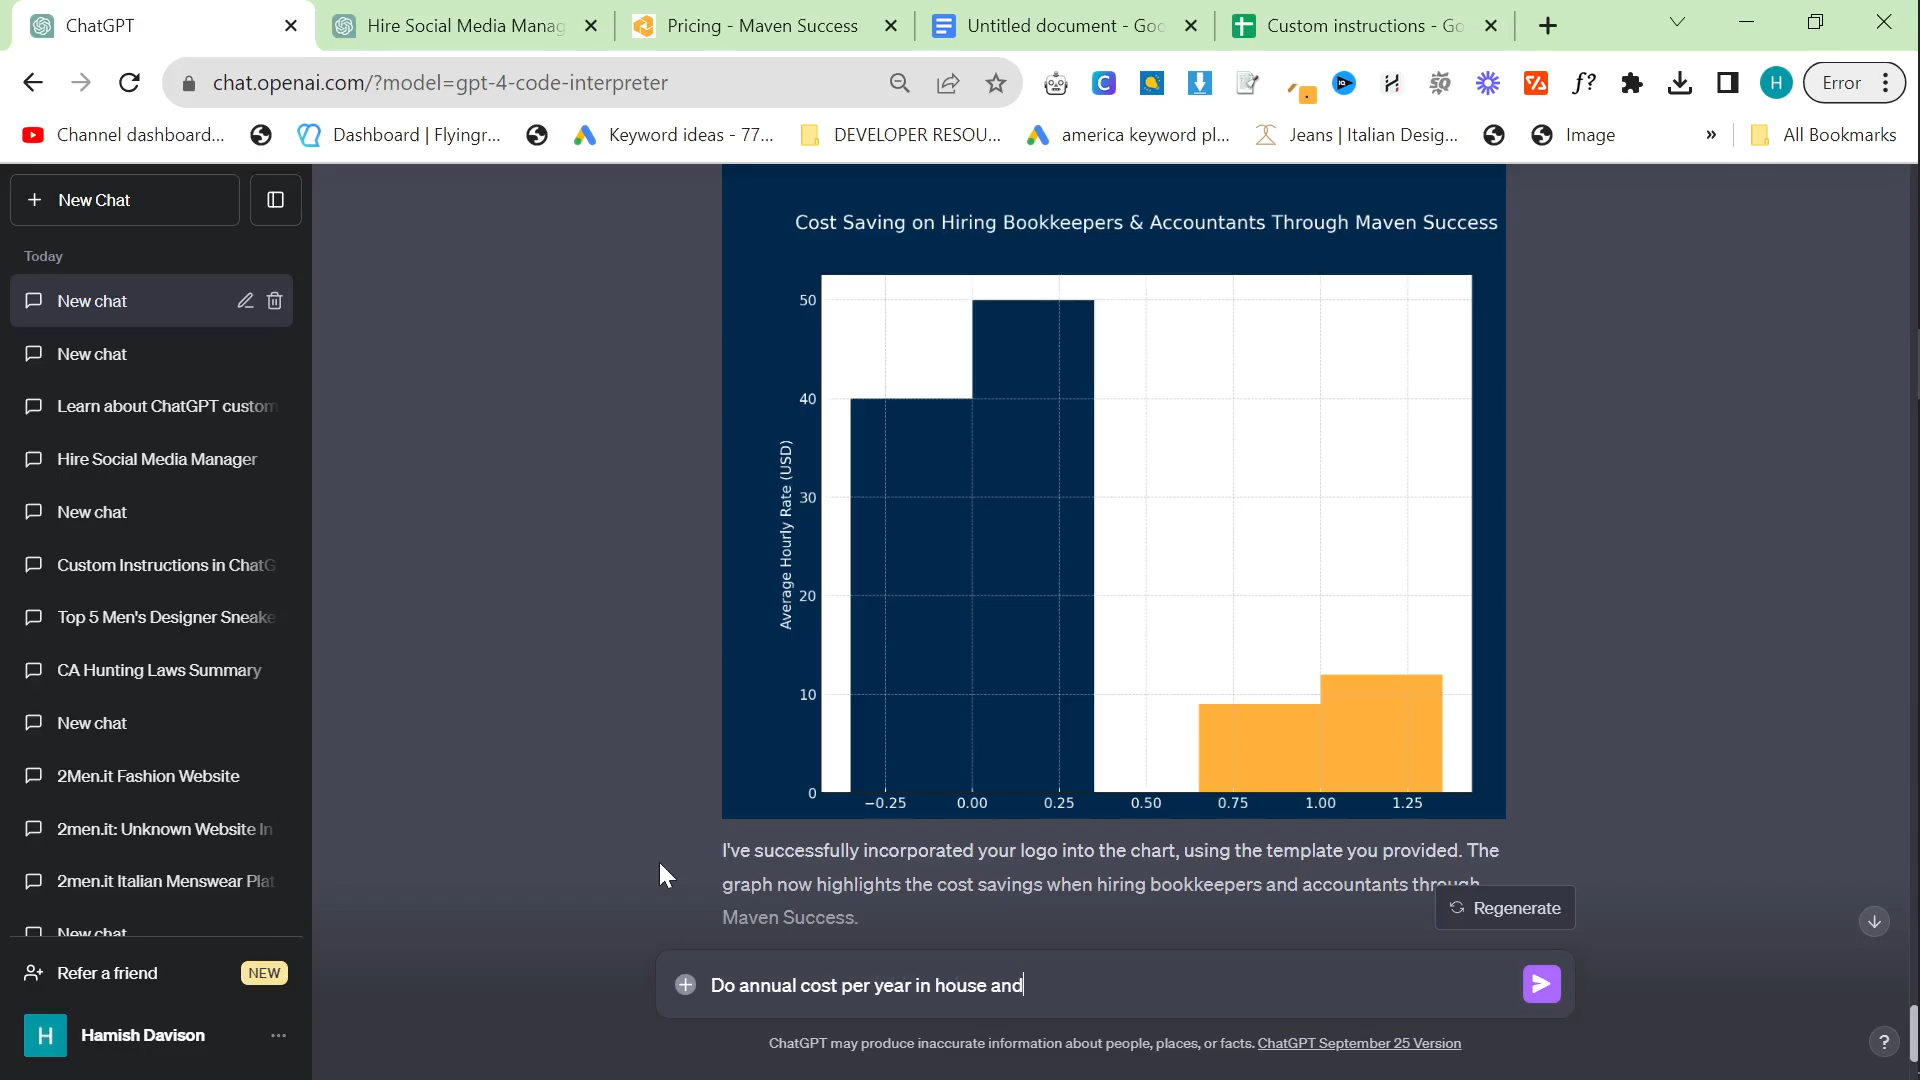 ChatGPT
Hire Social Media Manag
Pricing - Maven Success
Untitled document - Goo
Custom instructions - Go
chat.openai.com/?model=gpt-4-code-interpreter
Error
Channel dashboard...
Dashboard | Flyingr...
Keyword ideas - 77...
DEVELOPER RESOU...
america keyword pl...
Jeans | Italian Desig...
Image
»
All Bookmarks
+ New Chat
Today
New chat
New chat
Learn about ChatGPT custom
Hire Social Media Manager
New chat
Custom Instructions in ChatG
Top 5 Men's Designer Sneake
CA Hunting Laws Summary
New chat
2Men.it Fashion Website
2men.it: Unknown Website In
2men.it Italian Menswear Plat
New chat
Refer a friend
NEW
H
Hamish Davison
...
Cost Saving on Hiring Bookkeepers & Accountants Through Maven Success
Average Hourly Rate (USD)
50
40
30
20
10
0
−0.25 0.00 0.25 0.50 0.75 1.00 1.25
I've successfully incorporated your logo into the chart, using the template you provided. The
graph now highlights the cost savings when hiring bookkeepers and accountants through
Maven Success.
Regenerate
Do annual cost per year in house and
ChatGPT may produce inaccurate information about people, places, or facts. ChatGPT September 25 Version
?